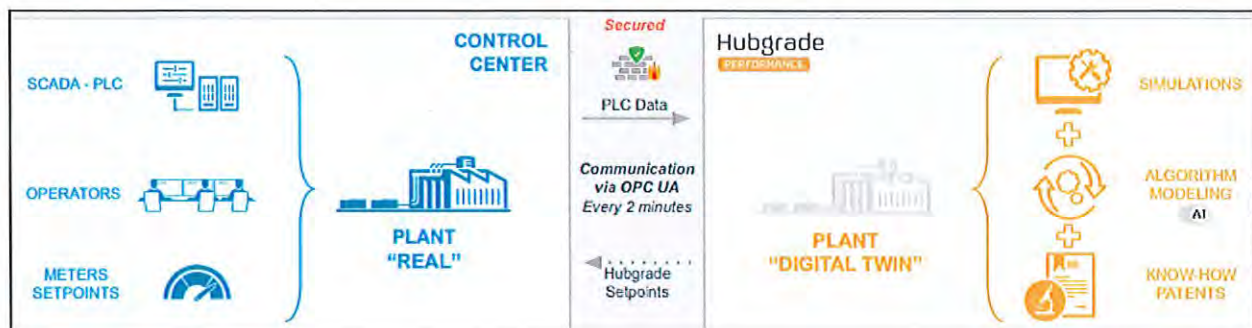 SCADA - PLC
OPERATORS
METERS
SETPOINTS
CONTROL
CENTER
PLANT
"REAL"
Secured
PLC Data
Communication
via OPC UA
Every 2 minutes
Hubgrade
Setpoints
Hubgrade
PERFORMANCE
PLANT
"DIGITAL TWIN"
SIMULATIONS
ALGORITHM
MODELING
AI
KNOW-HOW
PATENTS